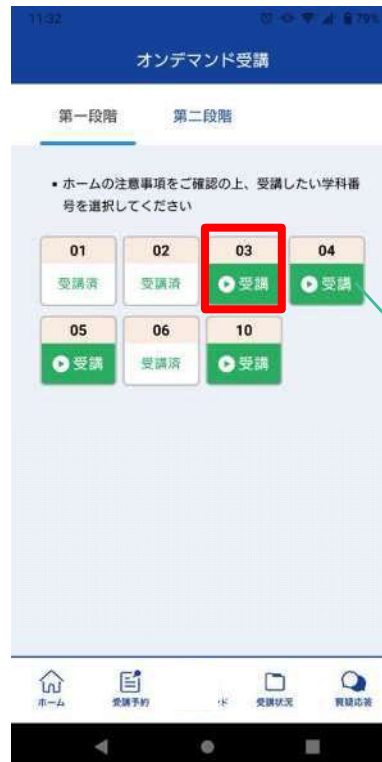 11:32
79%
オンデマンド受講
第一段階
第二段階
• ホームの注意事項をご確認の上、受講したい学科番
号を選択してください
01 02 03 04
受講済 受講済 受講 受講
05 06 10
受講 受講済 受講
ホーム 受講予約 ド 受講状況 質疑応答